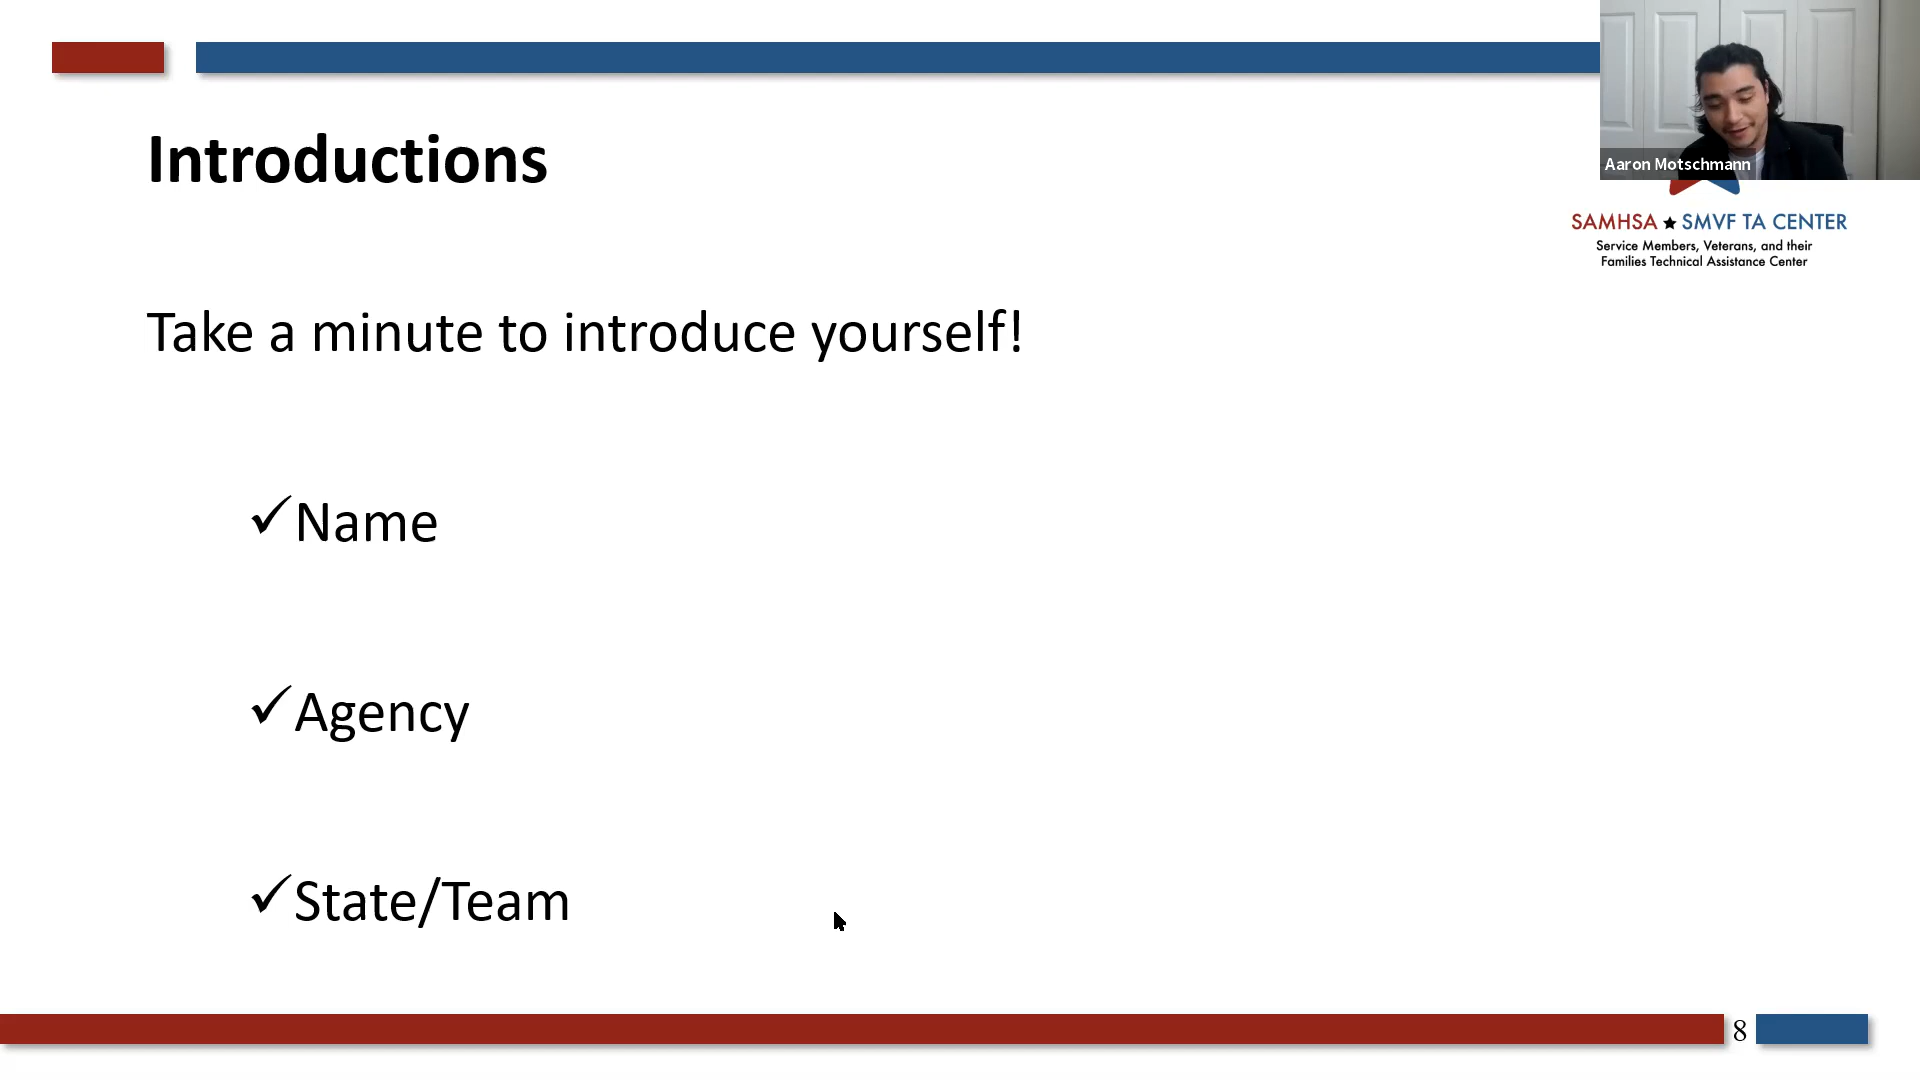 Introductions
Aaron Motschmann
SAMHSA ★ SMVF TA CENTER
Service Members, Veterans, and their
Families Technical Assistance Center
Take a minute to introduce yourself!
✓Name
✓Agency
✓State/Team
8